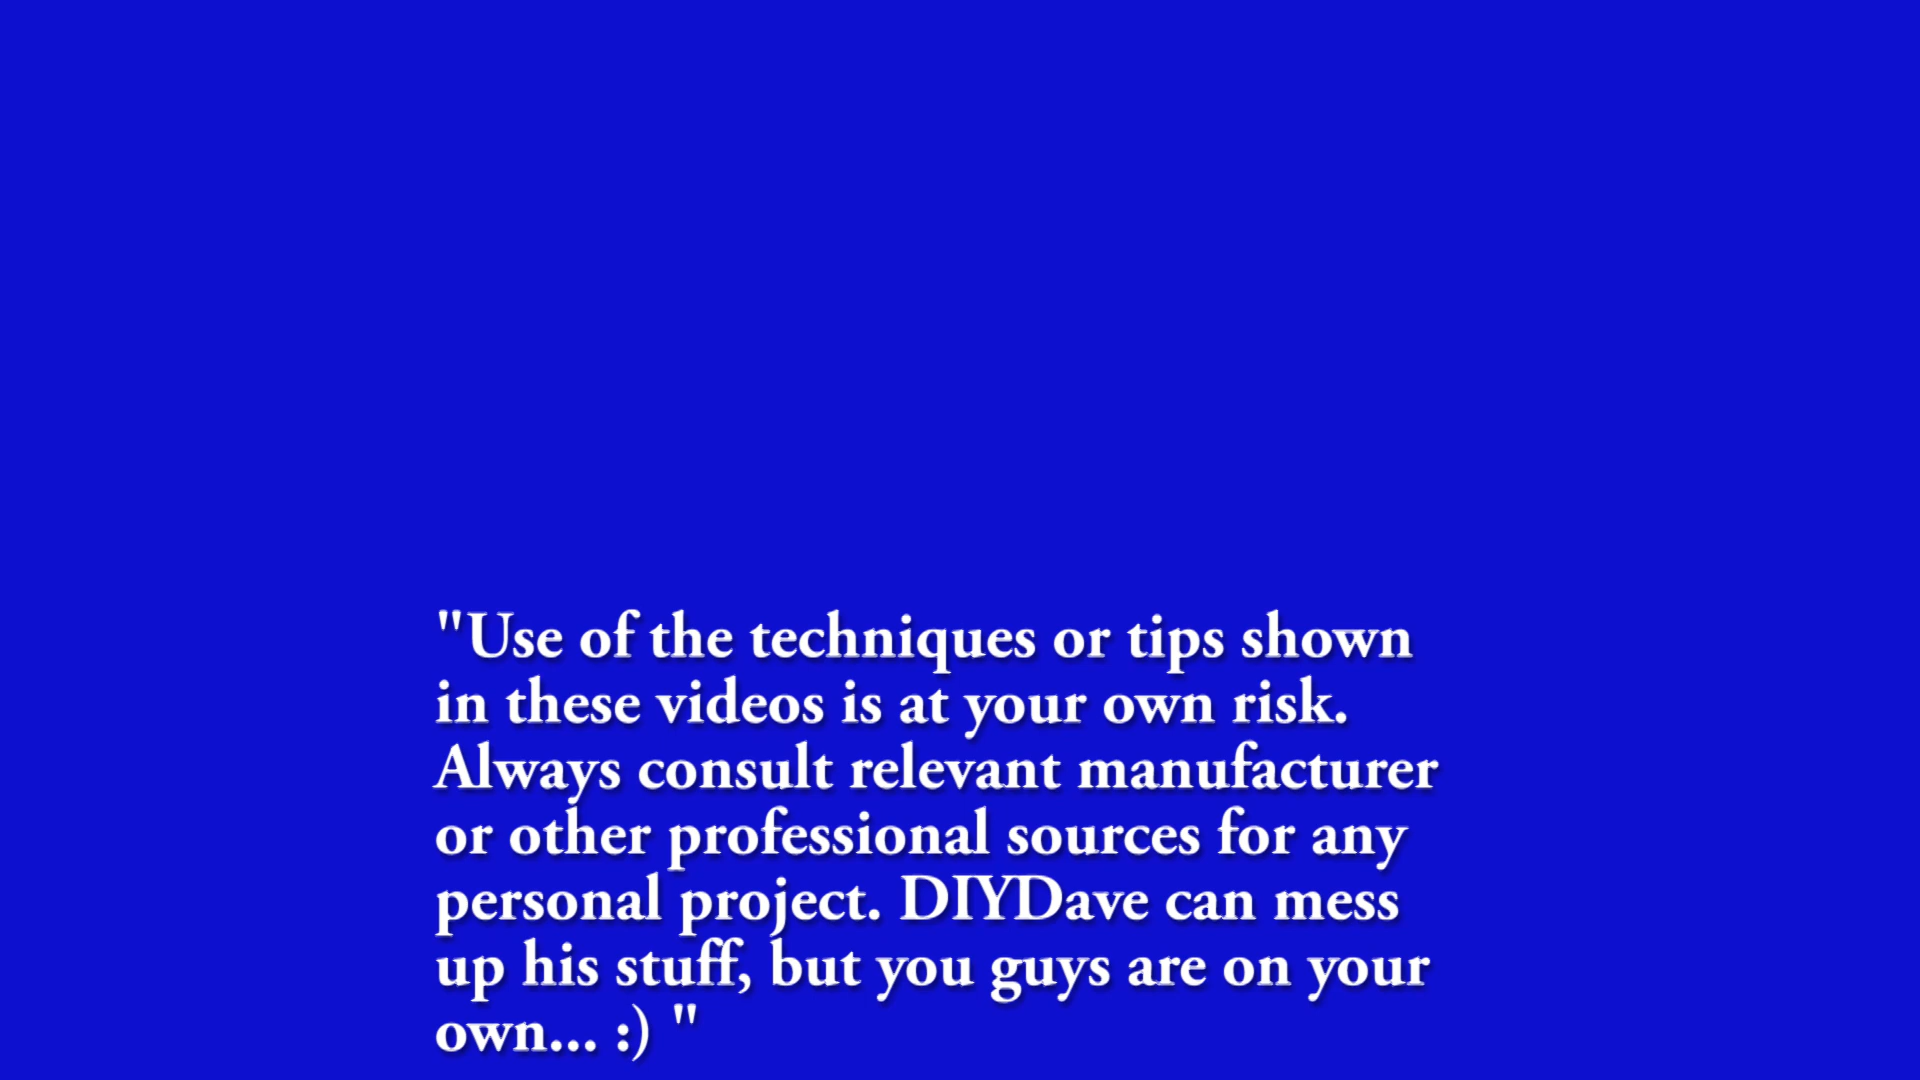 "Use of the techniques or tips shown
in these videos is at your own risk.
Always consult relevant manufacturer
or other professional sources for any
personal project. DIYDave can mess
up his stuff, but you guys are on your
own... :) "